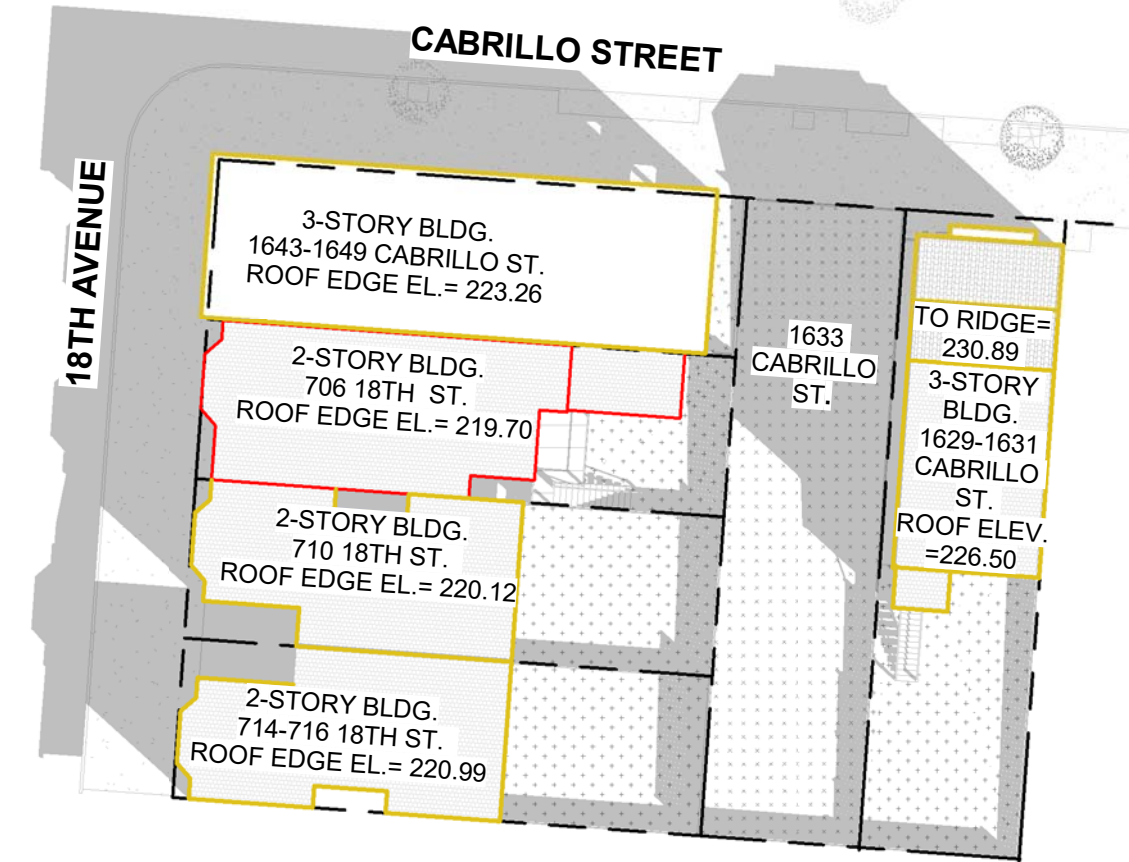 CABRILLO STREET
18TH AVENUE
3-STORY BLDG.
1643-1649 CABRILLO ST.
ROOF EDGE EL.= 223.26
2-STORY BLDG.
706 18TH ST.
ROOF EDGE EL.= 219.70
1633
CABRILLO
ST.
TO RIDGE=
230.89
3-STORY
BLDG.
1629-1631
CABRILLO
ST.
ROOF ELEV.
=226.50
2-STORY BLDG.
710 18TH ST.
ROOF EDGE EL.= 220.12
2-STORY BLDG.
714-716 18TH ST.
ROOF EDGE EL.= 220.99